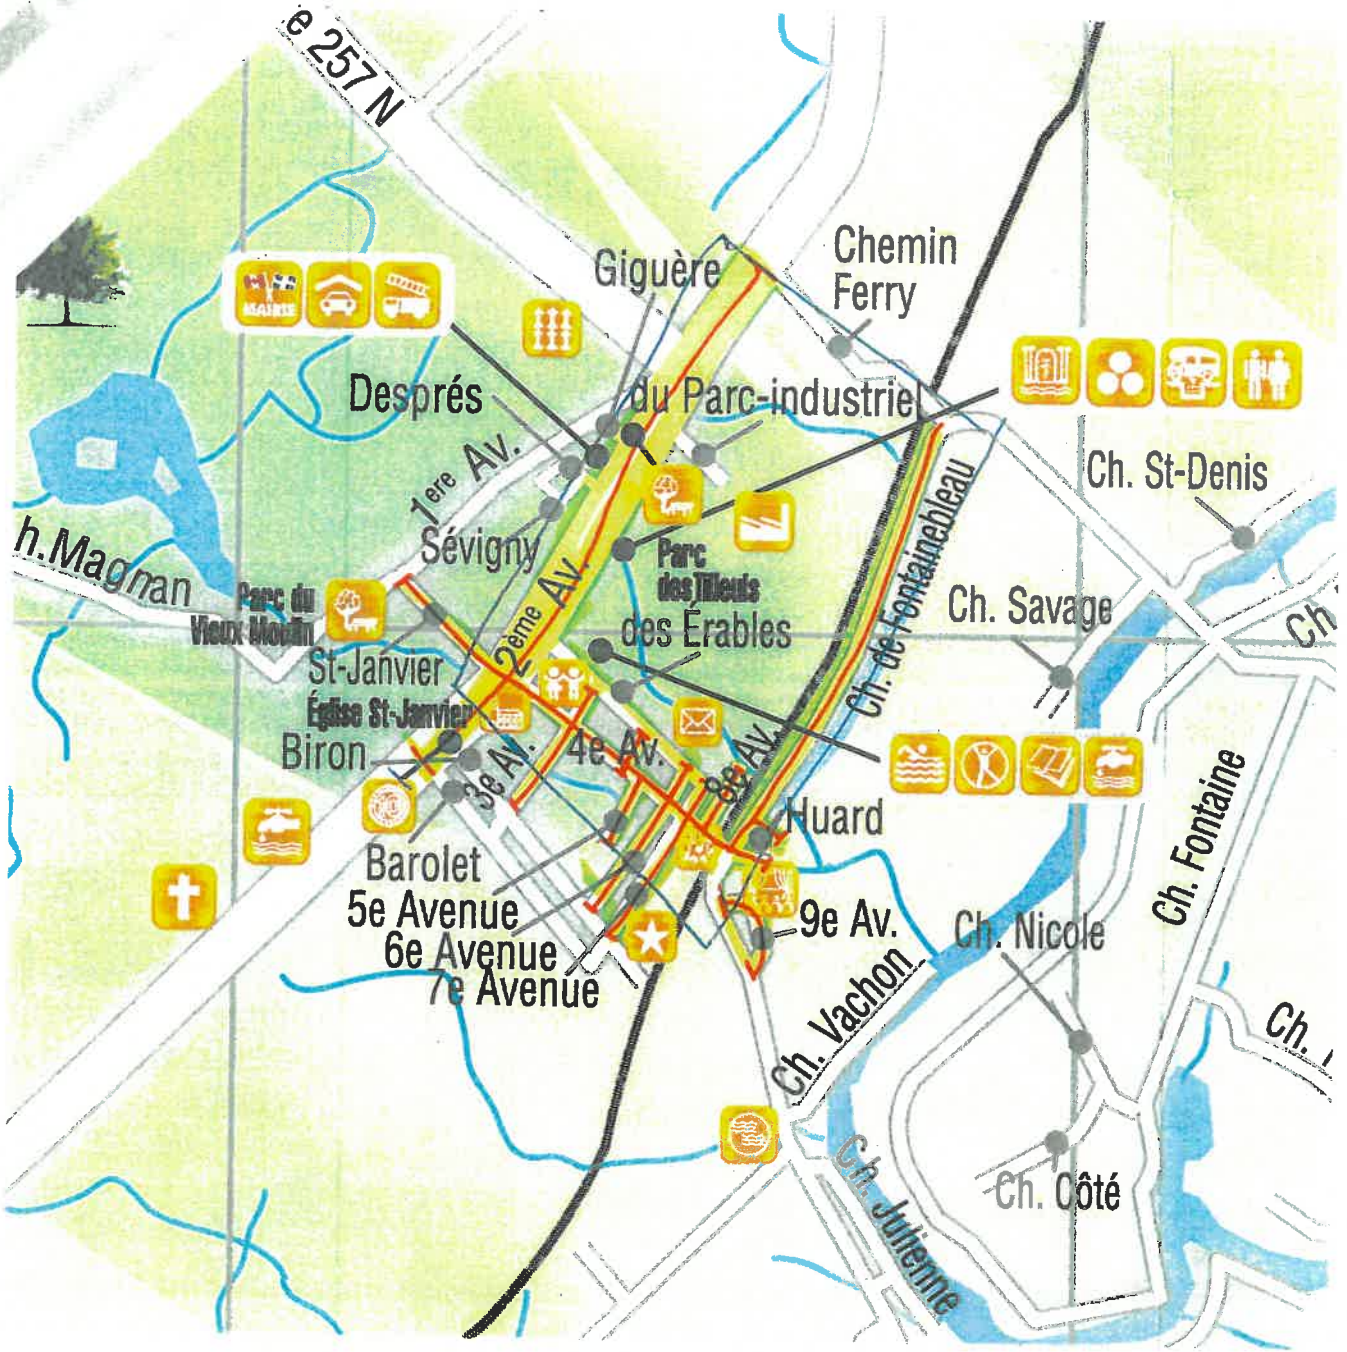 e 257 N
Giguère
Chemin
Ferry
MAIRIE
Després
du Parc-industriel
1ere Av.
Ch. St-Denis
Sévigny
Parc
des Tilleuls
h.Magnan
Parc du
Vieux Moulin
2ème Av.
des Érables
Ch. de Fontainebleau
Ch. Savage
Ch
St-Janvier
Église St-Janvier
Biron
3e Av.
4e Av.
8e Av.
Huard
Ch. Fontaine
Barolet
5e Avenue
6e Avenue
7e Avenue
9e Av.
Ch. Nicole
Ch. Vachon
Ch.
Ch. Julienne
Ch. Côté